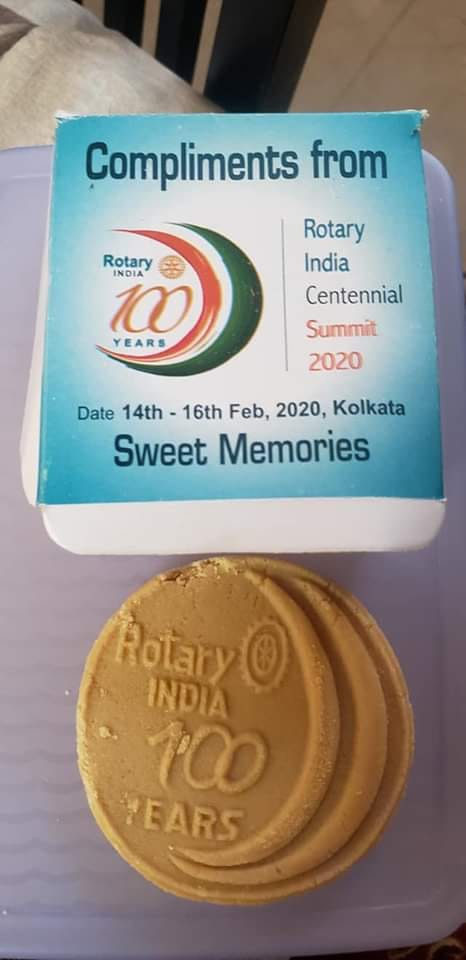 Compliments from
Rotary
INDIA
100
YEARS
Rotary
India
Centennial
Summit
2020
Date 14th - 16th Feb, 2020, Kolkata
Sweet Memories
Rotary
INDIA
100
YEARS